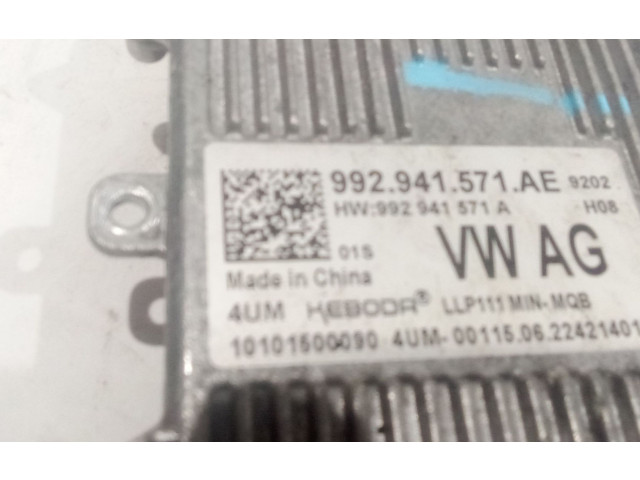 992.941.571.AE 9202
HW:992 941 571 A H08
01S VW AG
Made in China
4UM KEBODA® LLP111 MIN-MQB
10101500090 4UM-00115.06.22421401